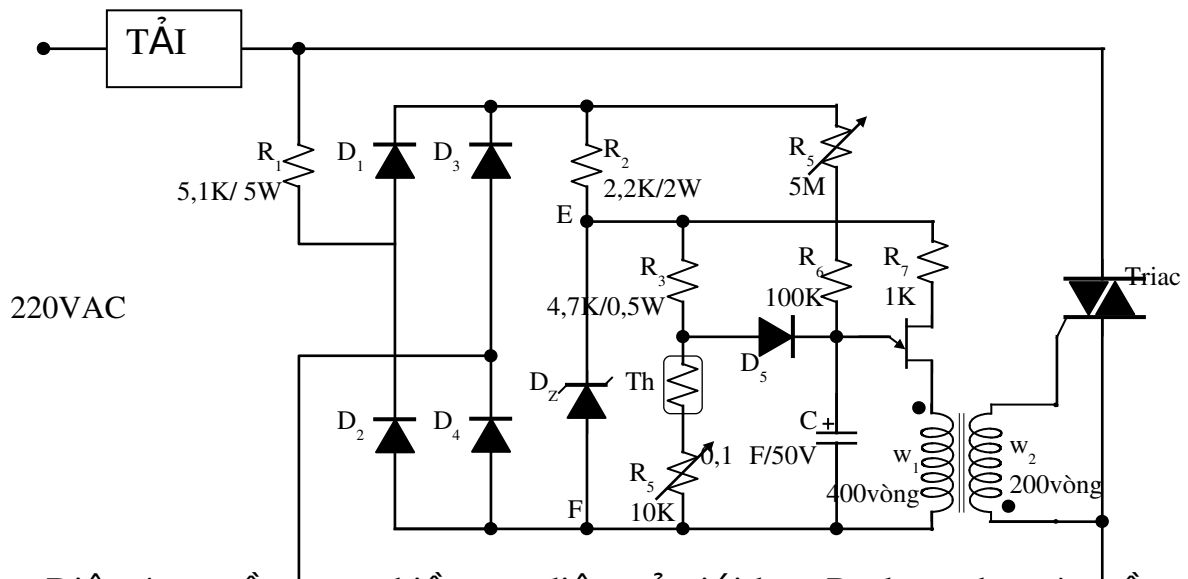 TẢI
R1
5,1K/ 5W
D1
D3
R2
2,2K/2W
R5
5M
E
R3
4,7K/0,5W
R6
100K
R7
1K
Triac
220VAC
D5
DZ
Th
D2
D4
C +
0,1 F/50V
R5
10K
F
w1
400vòng
w2
200vòng